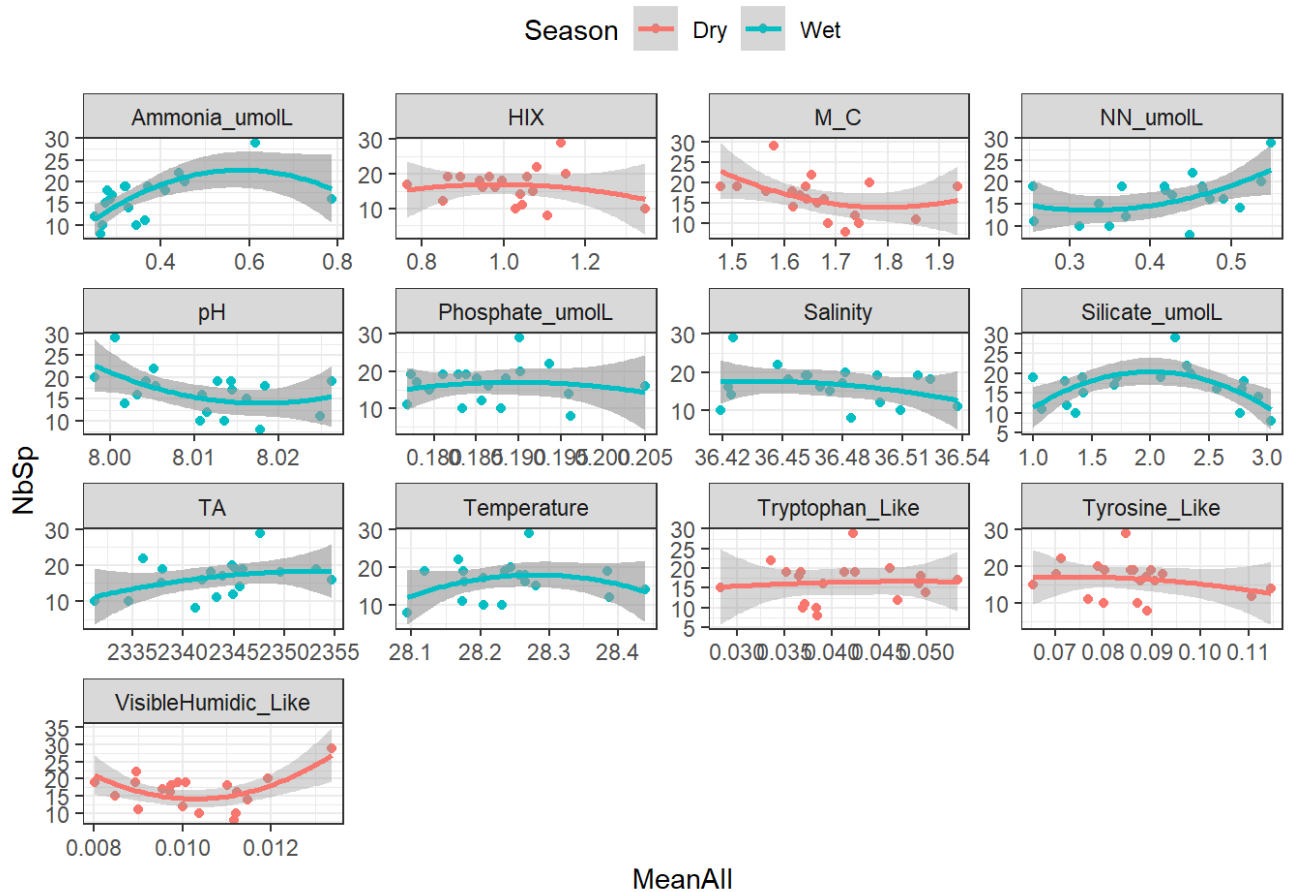 Season Dry Wet
Ammonia_umolL HIX M_C NN_umolL
30 25 20 15 10
30 20 10
30 25 20 15 10
30 20 10
0.4 0.6 0.8
0.8 1.0 1.2
1.5 1.6 1.7 1.8 1.9
0.3 0.4 0.5
pH Phosphate_umolL Salinity Silicate_umolL
30 25 20 15 10
30 20 10
30 20 10
30 25 20 15 10 5
8.00 8.01 8.02
0.180 0.185 0.190 0.195 0.200 0.205
36.42 36.45 36.48 36.51 36.54
1.0 1.5 2.0 2.5 3.0
TA Temperature Tryptophan_Like Tyrosine_Like
30 20 10
30 20 10
30 25 20 15 10 5
30 20 10
2335 2340 2345 2350 2355
28.1 28.2 28.3 28.4
0.030 0.035 0.040 0.045 0.050
0.07 0.08 0.09 0.10 0.11
VisibleHumidic_Like
35 30 25 20 15 10
0.008 0.010 0.012
NbSp
MeanAll